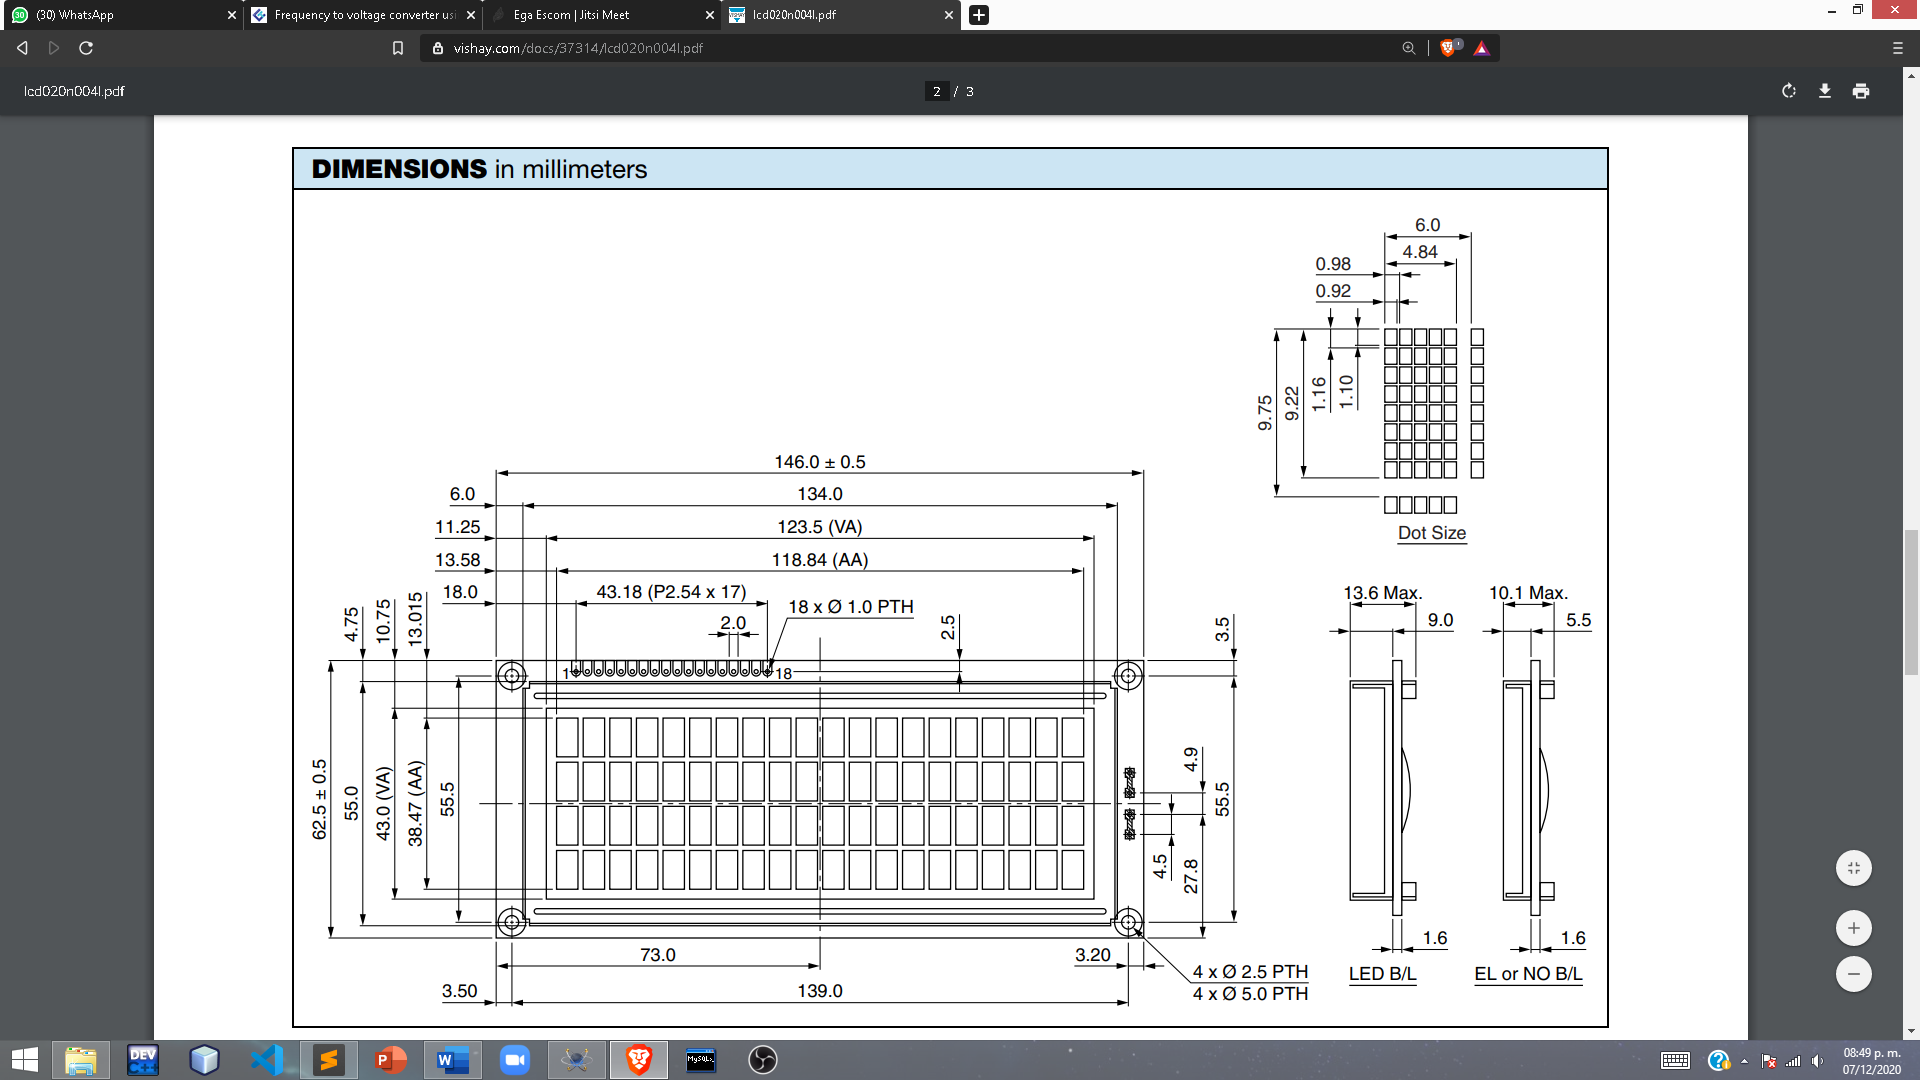 30
(30) WhatsApp
Frequency to voltage converter usi
Ega Escom | Jitsi Meet
VISHAY
lcd020n004l.pdf
vishay.com/docs/37314/lcd020n004l.pdf
1
lcd020n004l.pdf
2 / 3
DIMENSIONS in millimeters
6.0
4.84
0.98
0.92
9.75
9.22
1.16
1.10
Dot Size
146.0 ± 0.5
6.0
134.0
11.25
123.5 (VA)
13.58
118.84 (AA)
18.0
43.18 (P2.54 x 17)
18 x Ø 1.0 PTH
2.0
2.5
3.5
4.75
10.75
13.015
1
18
62.5 ± 0.5
55.0
43.0 (VA)
38.47 (AA)
55.5
4.9
55.5
4.5
27.8
73.0
3.20
3.50
139.0
4 x Ø 2.5 PTH
4 x Ø 5.0 PTH
13.6 Max.
9.0
1.6
LED B/L
10.1 Max.
5.5
1.6
EL or NO B/L
DEV
C++
P
W
MySQL
08:49 p. m.
07/12/2020